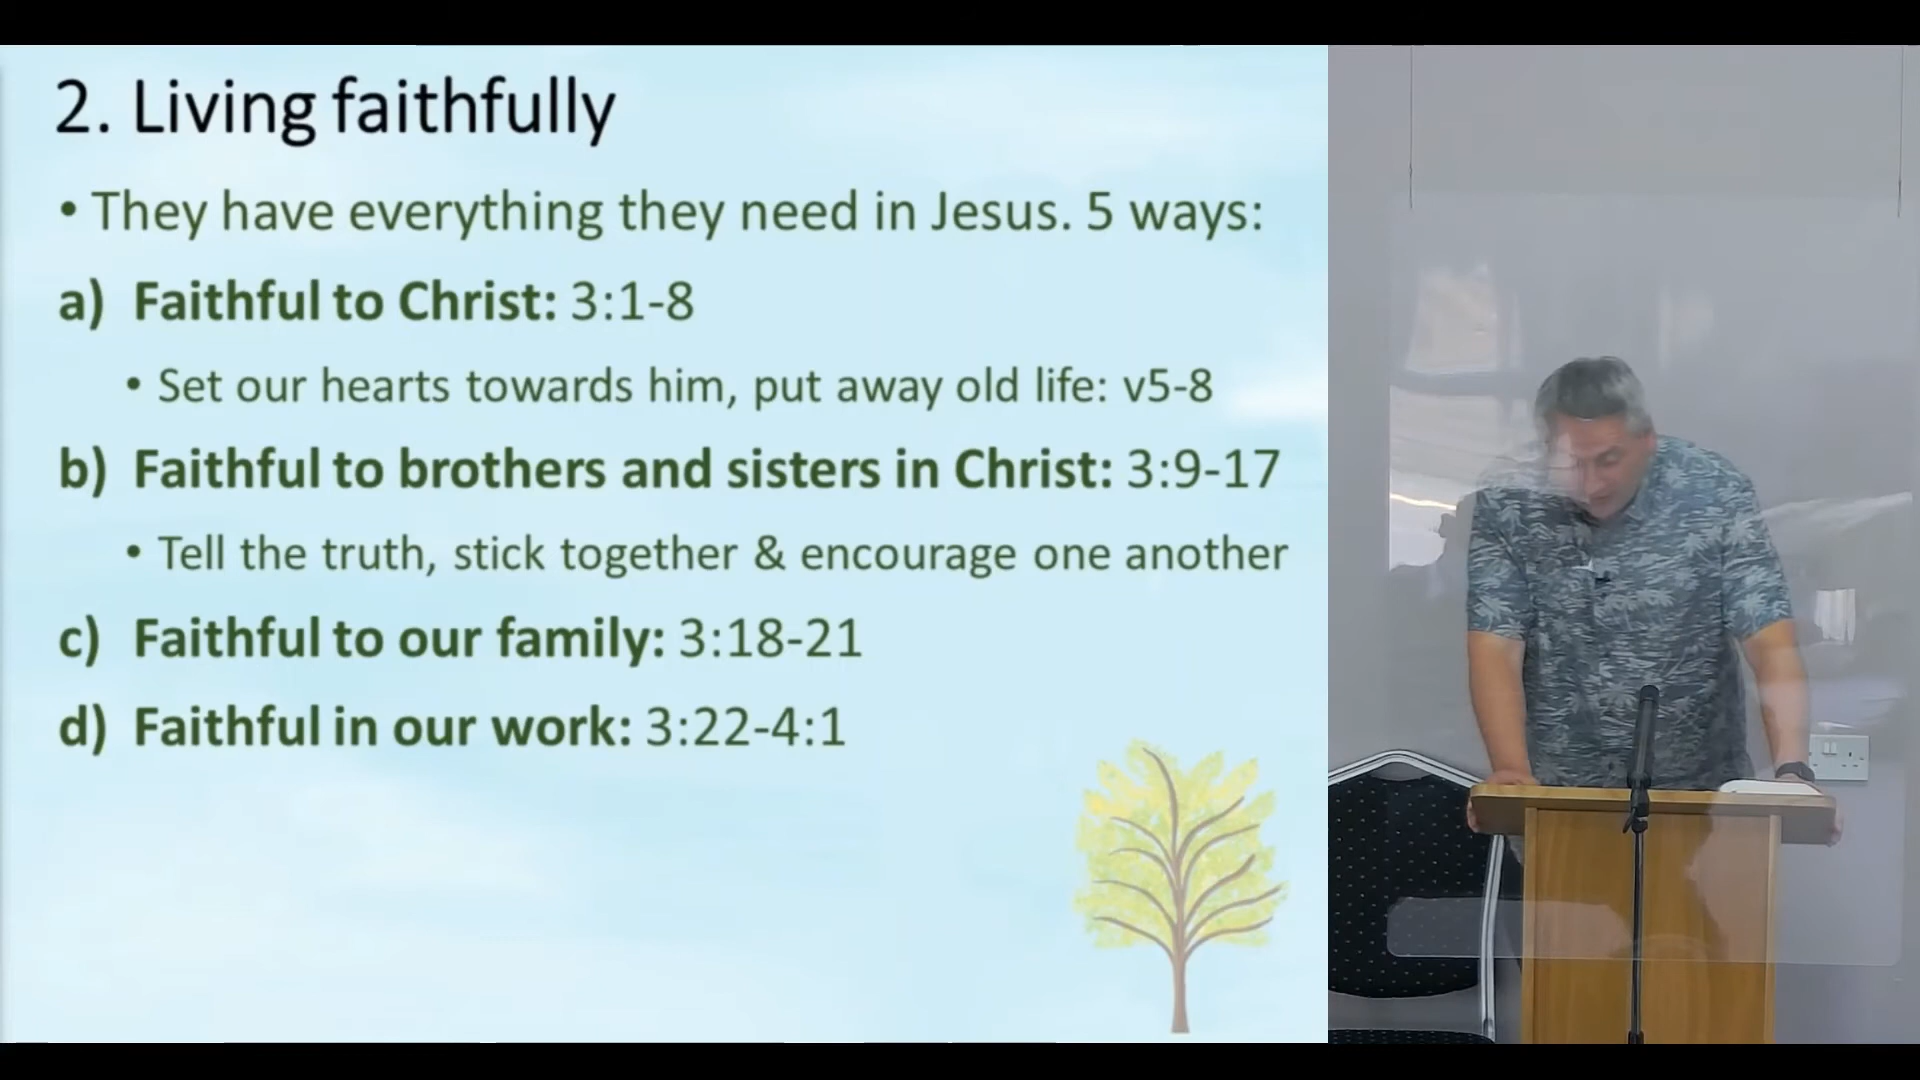 2. Living faithfully
• They have everything they need in Jesus. 5 ways:
a) Faithful to Christ: 3:1-8
• Set our hearts towards him, put away old life: v5-8
b) Faithful to brothers and sisters in Christ: 3:9-17
• Tell the truth, stick together & encourage one another
c) Faithful to our family: 3:18-21
d) Faithful in our work: 3:22-4:1